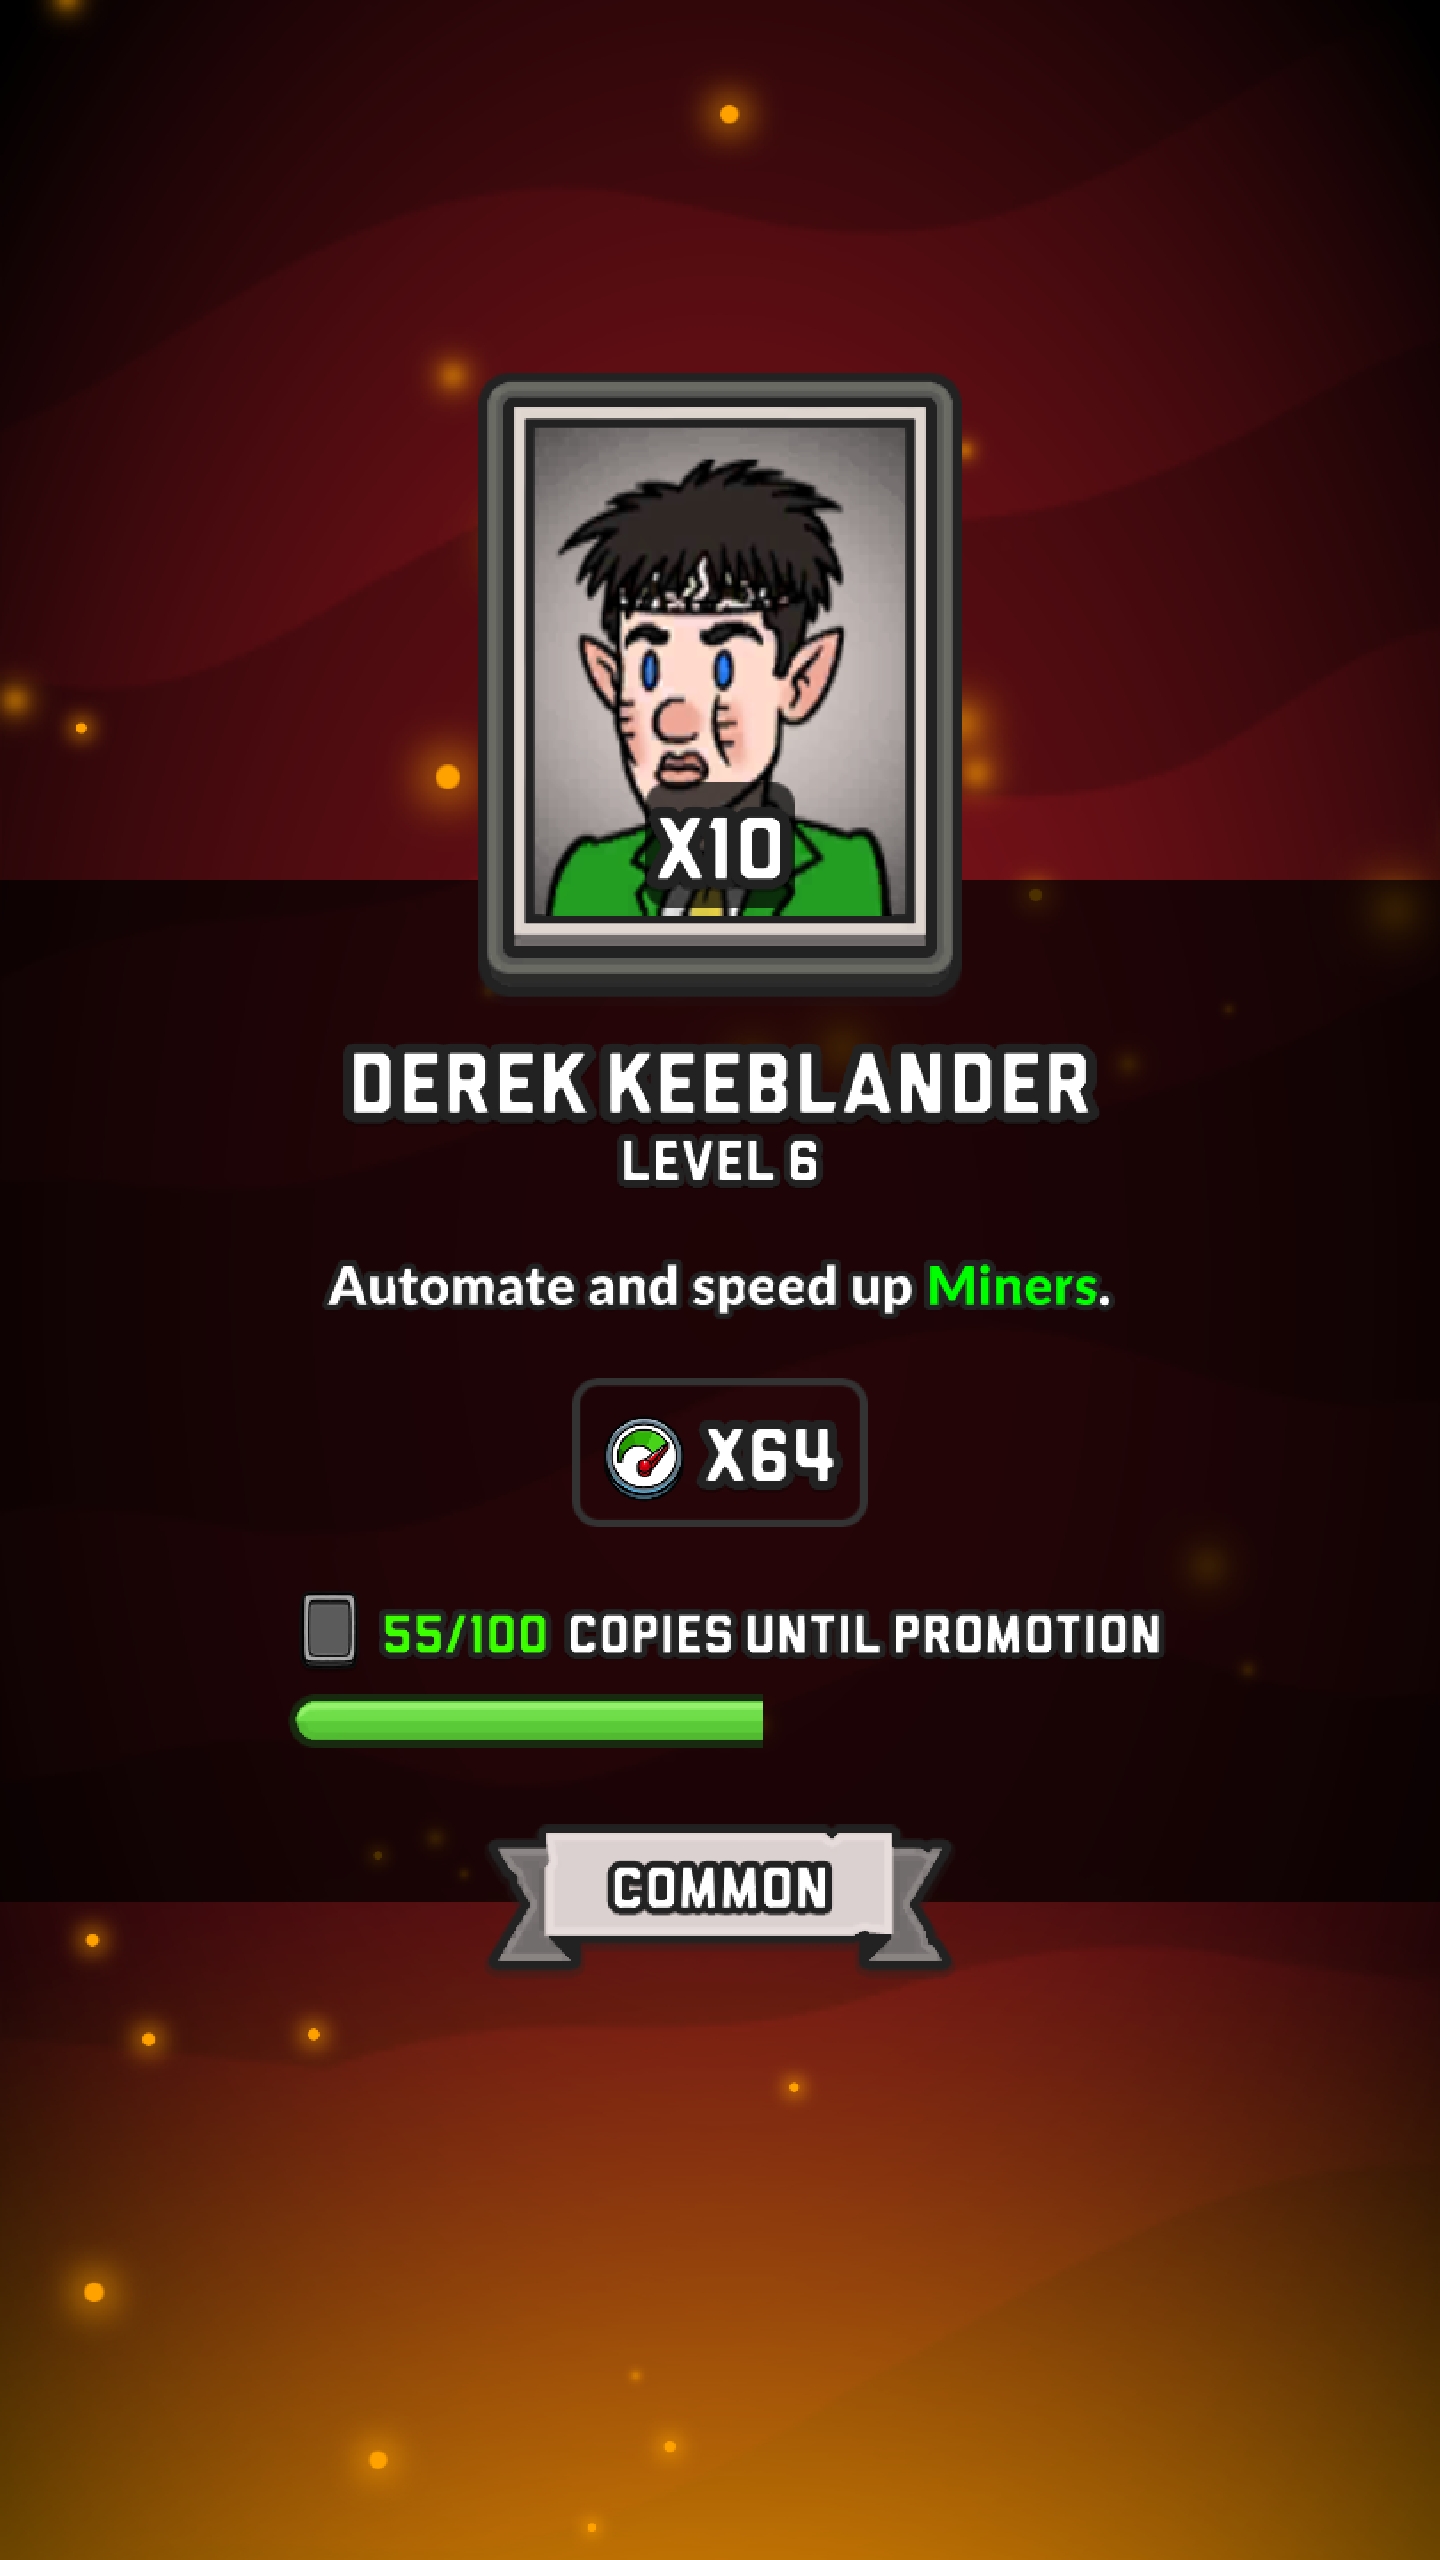 X10
DEREK KEEBLANDER
LEVEL 6
Automate and speed up Miners.
X64
55/100 COPIES UNTIL PROMOTION
COMMON